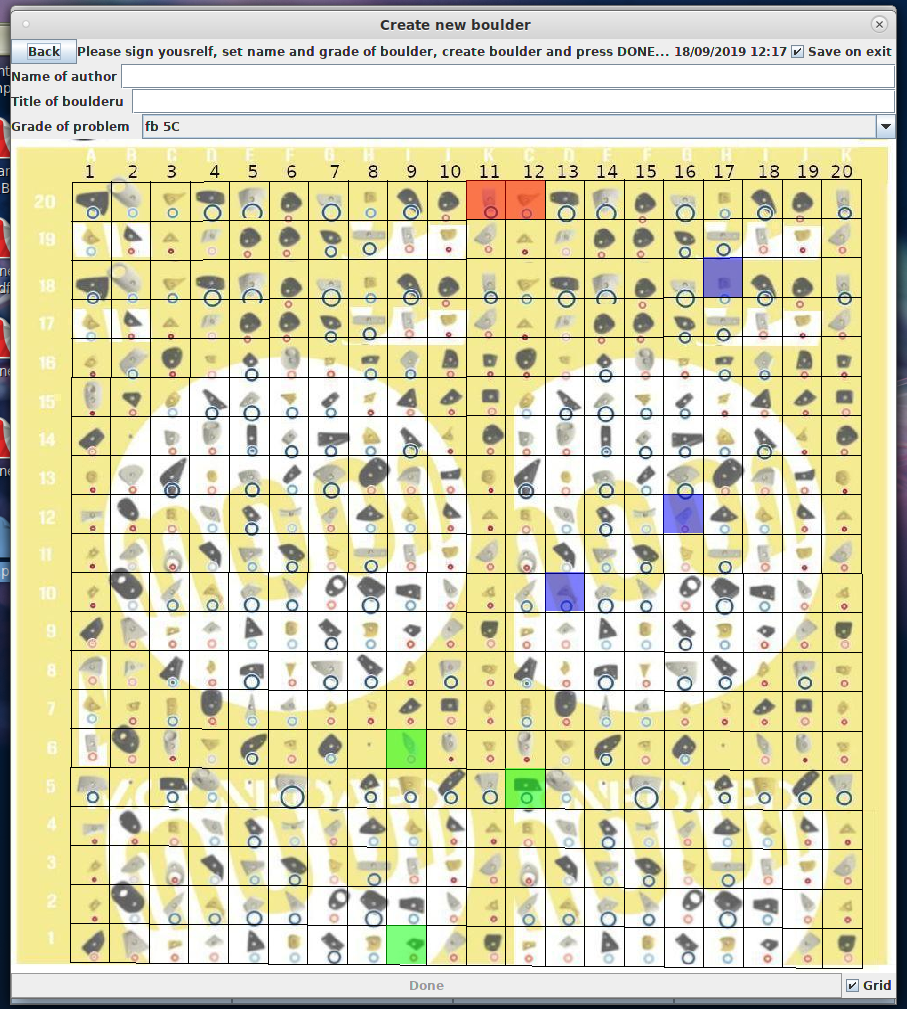 Create new boulder
Back Please sign yousrelf, set name and grade of boulder, create boulder and press DONE... 18/09/2019 12:17 Save on exit
Name of author
Title of boulderu
Grade of problem fb 5C
A B C D E F G H I J K B C D E F G H I J K
1 2 3 4 5 6 7 8 9 10 11 12 13 14 15 16 17 18 19 20
20
19
18
17
16
15
14
13
12
11
10
9
8
7
6
5
4
3
2
1
Done Grid